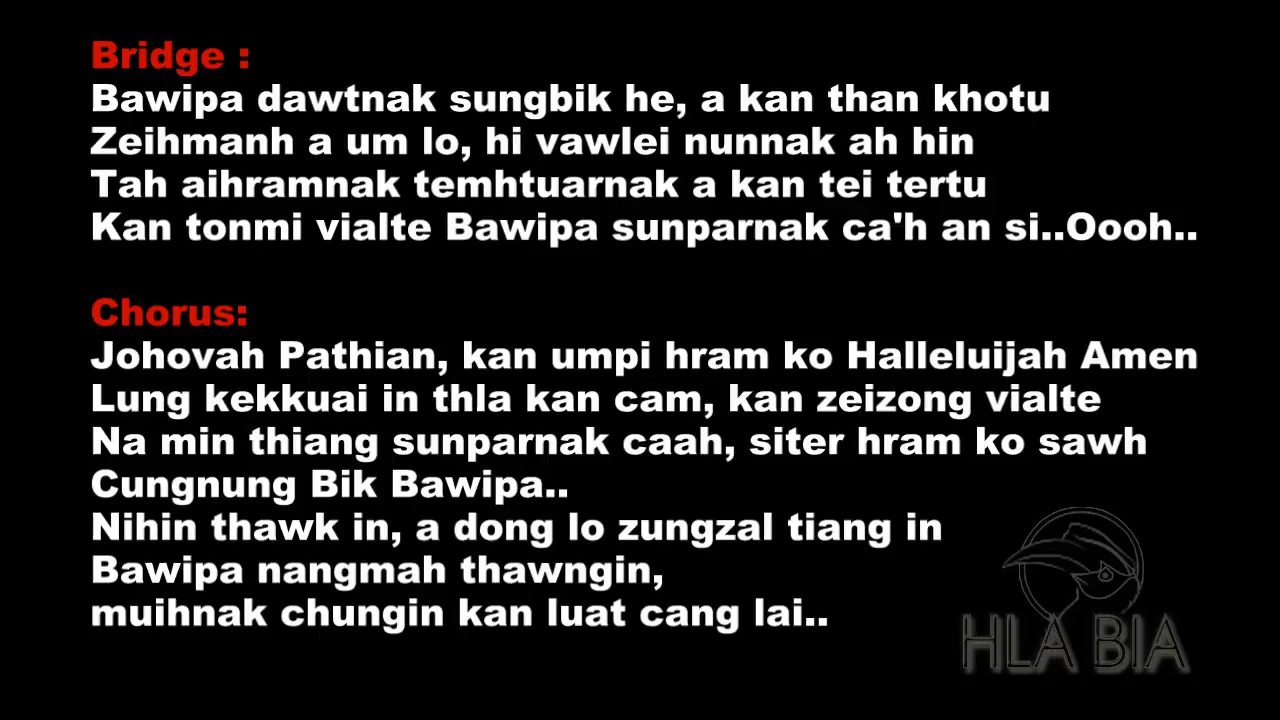 Bridge :
Bawipa dawtnak sungbik he, a kan than khotu
Zeihmanh a um lo, hi vawlei nunnak ah hin
Tah aihramnak temhtuarnak a kan tei tertu
Kan tonmi vialte Bawipa sunparnak ca'h an si..Oooh..
Chorus:
Johovah Pathian, kan umpi hram ko Halleluijah Amen
Lung kekkuai in thla kan cam, kan zeizong vialte
Na min thiang sunparnak caah, siter hram ko sawh
Cungnung Bik Bawipa..
Nihin thawk in, a dong lo zungzal tiang in
Bawipa nangmah thawngin,
muihnak chungin kan luat cang lai..
HLA BIA